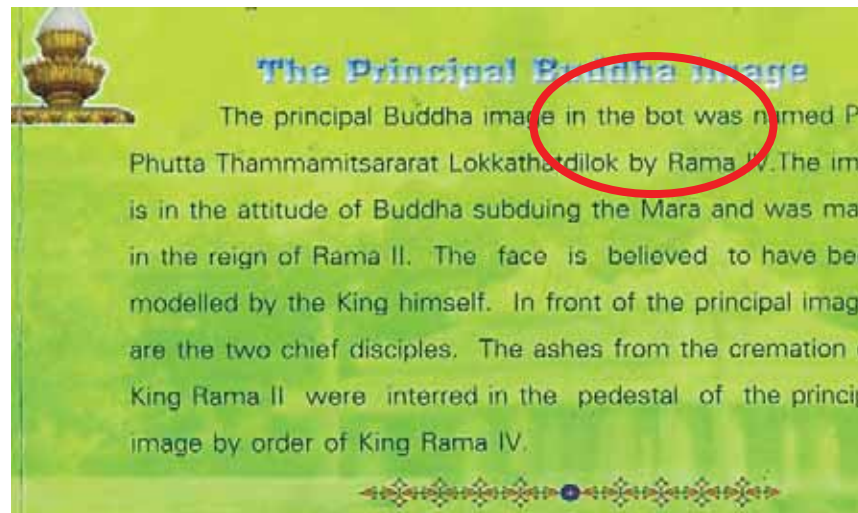 The Principal Buddha image
The principal Buddha image in the bot was named P
Phutta Thammamitsararat Lokkathatdilok by Rama IV.The im
is in the attitude of Buddha subduing the Mara and was ma
in the reign of Rama II. The face is believed to have be
modelled by the King himself. In front of the principal imag
are the two chief disciples. The ashes from the cremation
King Rama II were interred in the pedestal of the princip
image by order of King Rama IV.